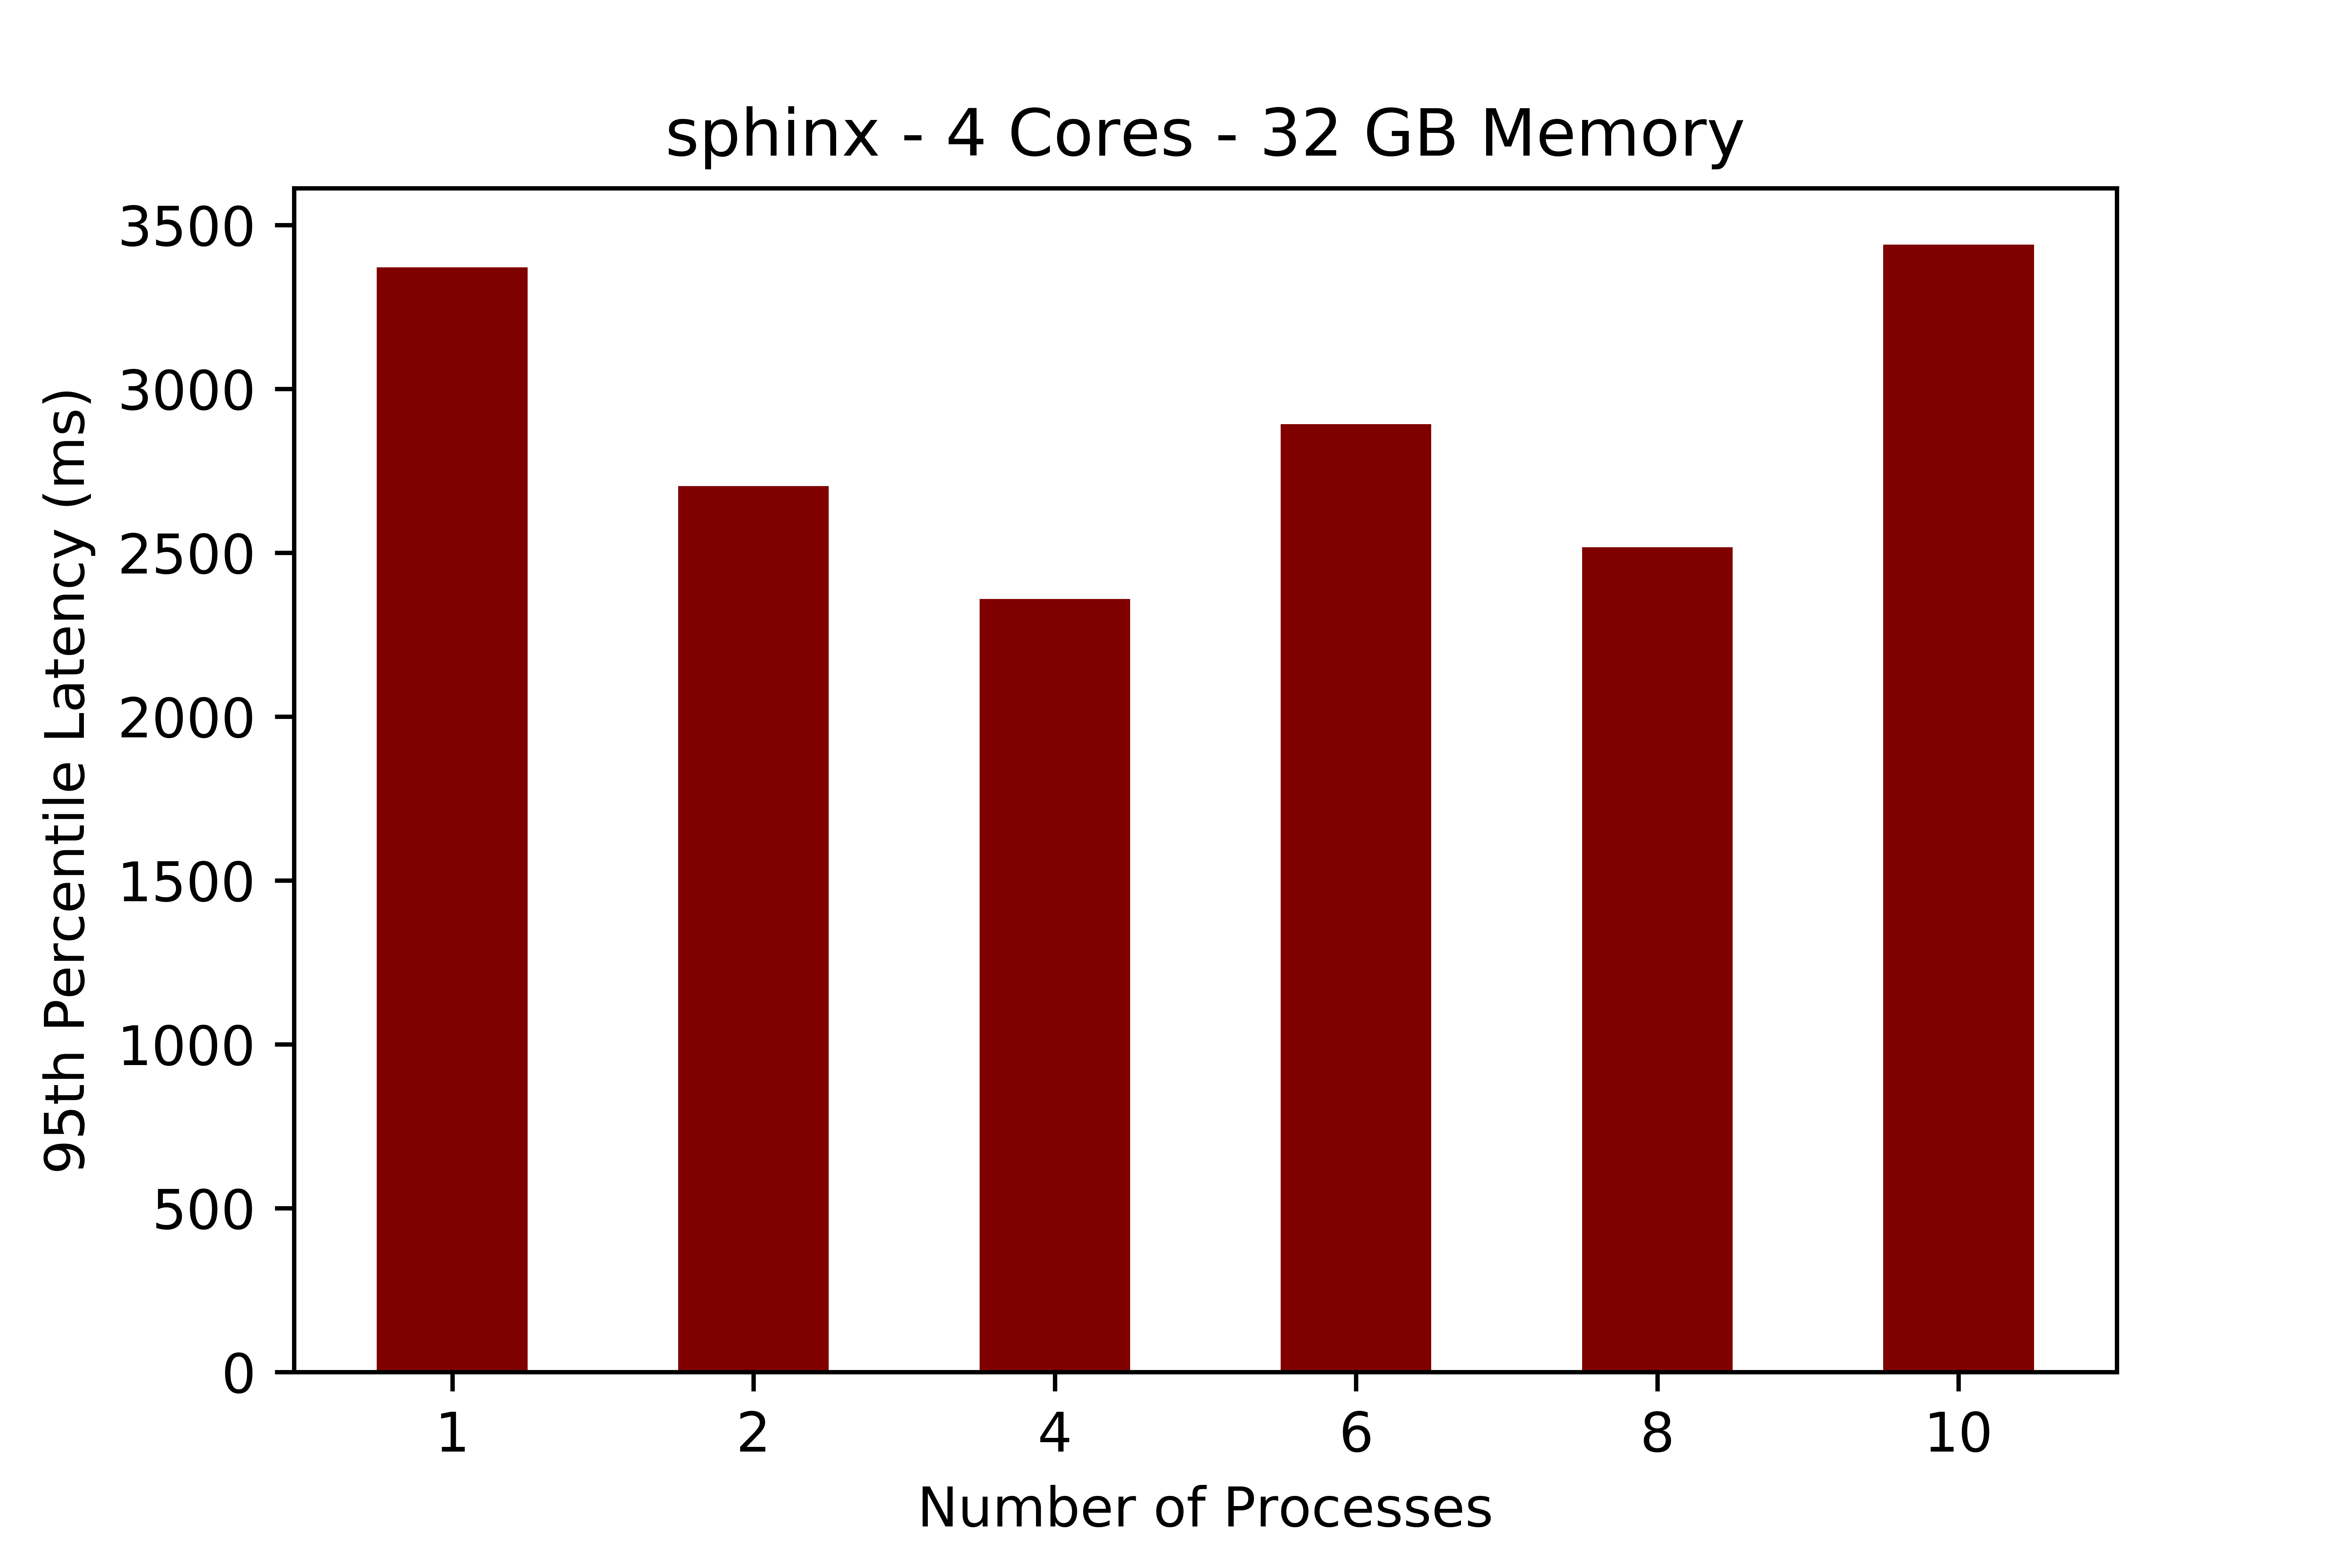 sphinx - 4 Cores - 32 GB Memory
95th Percentile Latency (ms)
3500
3000
2500
2000
1500
1000
500
0
1 2 4 6 8 10
Number of Processes